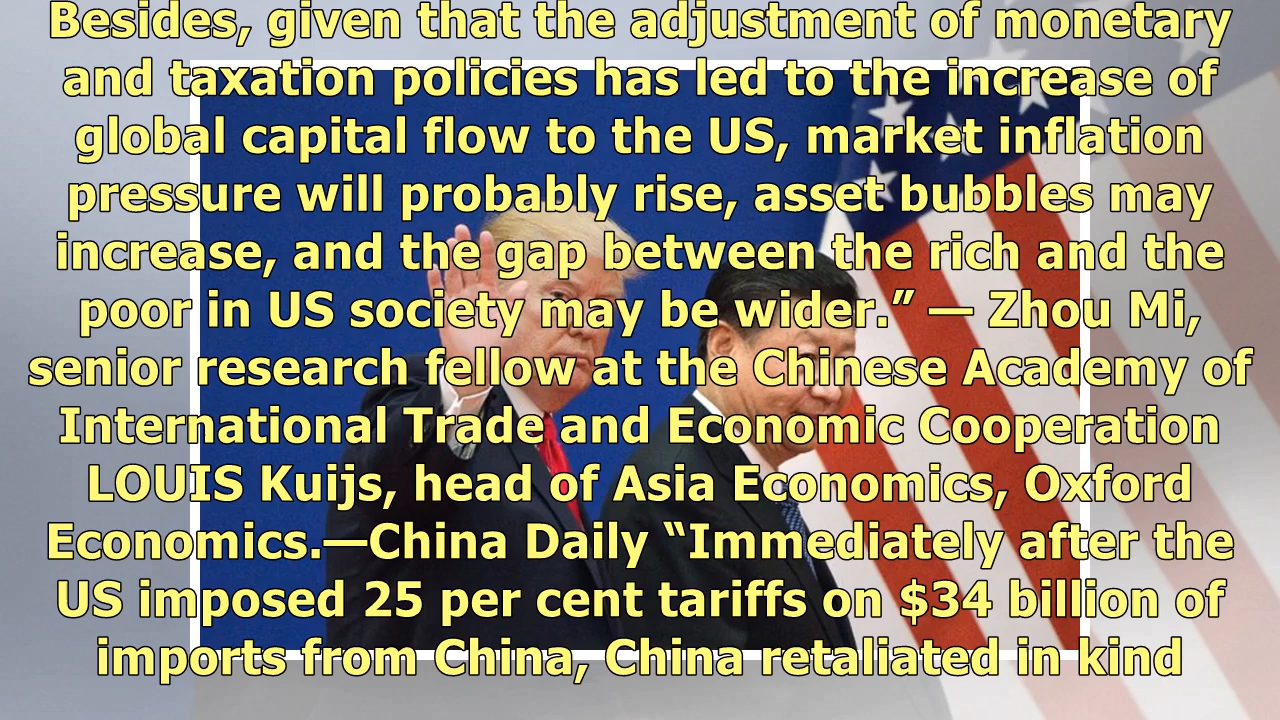 Besides, given that the adjustment of monetary
and taxation policies has led to the increase of
global capital flow to the US, market inflation
pressure will probably rise, asset bubbles may
increase, and the gap between the rich and the
poor in US society may be wider.” — Zhou Mi,
senior research fellow at the Chinese Academy of
International Trade and Economic Cooperation
LOUIS Kuijs, head of Asia Economics, Oxford
Economics.—China Daily “Immediately after the
US imposed 25 per cent tariffs on $34 billion of
imports from China, China retaliated in kind